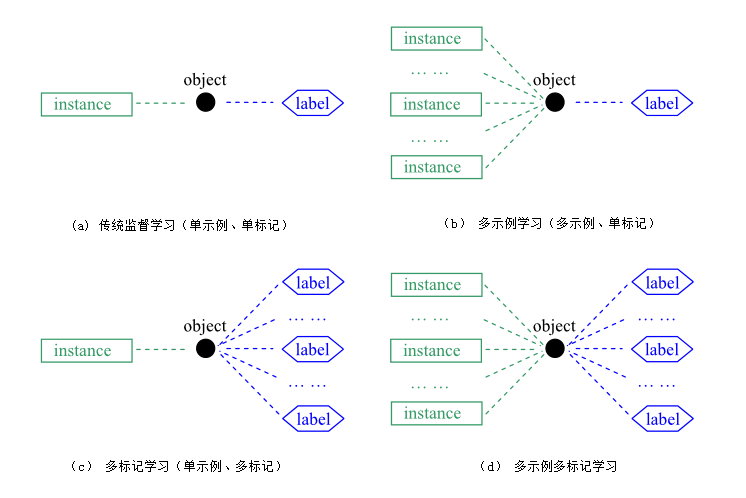 object
instance
label
(a) 传统监督学习（单示例、单标记）
instance
... ...
object
instance
label
... ...
instance
（b） 多示例学习（多示例、单标记）
label
... ...
object
instance
label
... ...
label
（c） 多标记学习（单示例、多标记）
instance
label
... ...
... ...
object
instance
label
... ...
... ...
instance
label
（d） 多示例多标记学习